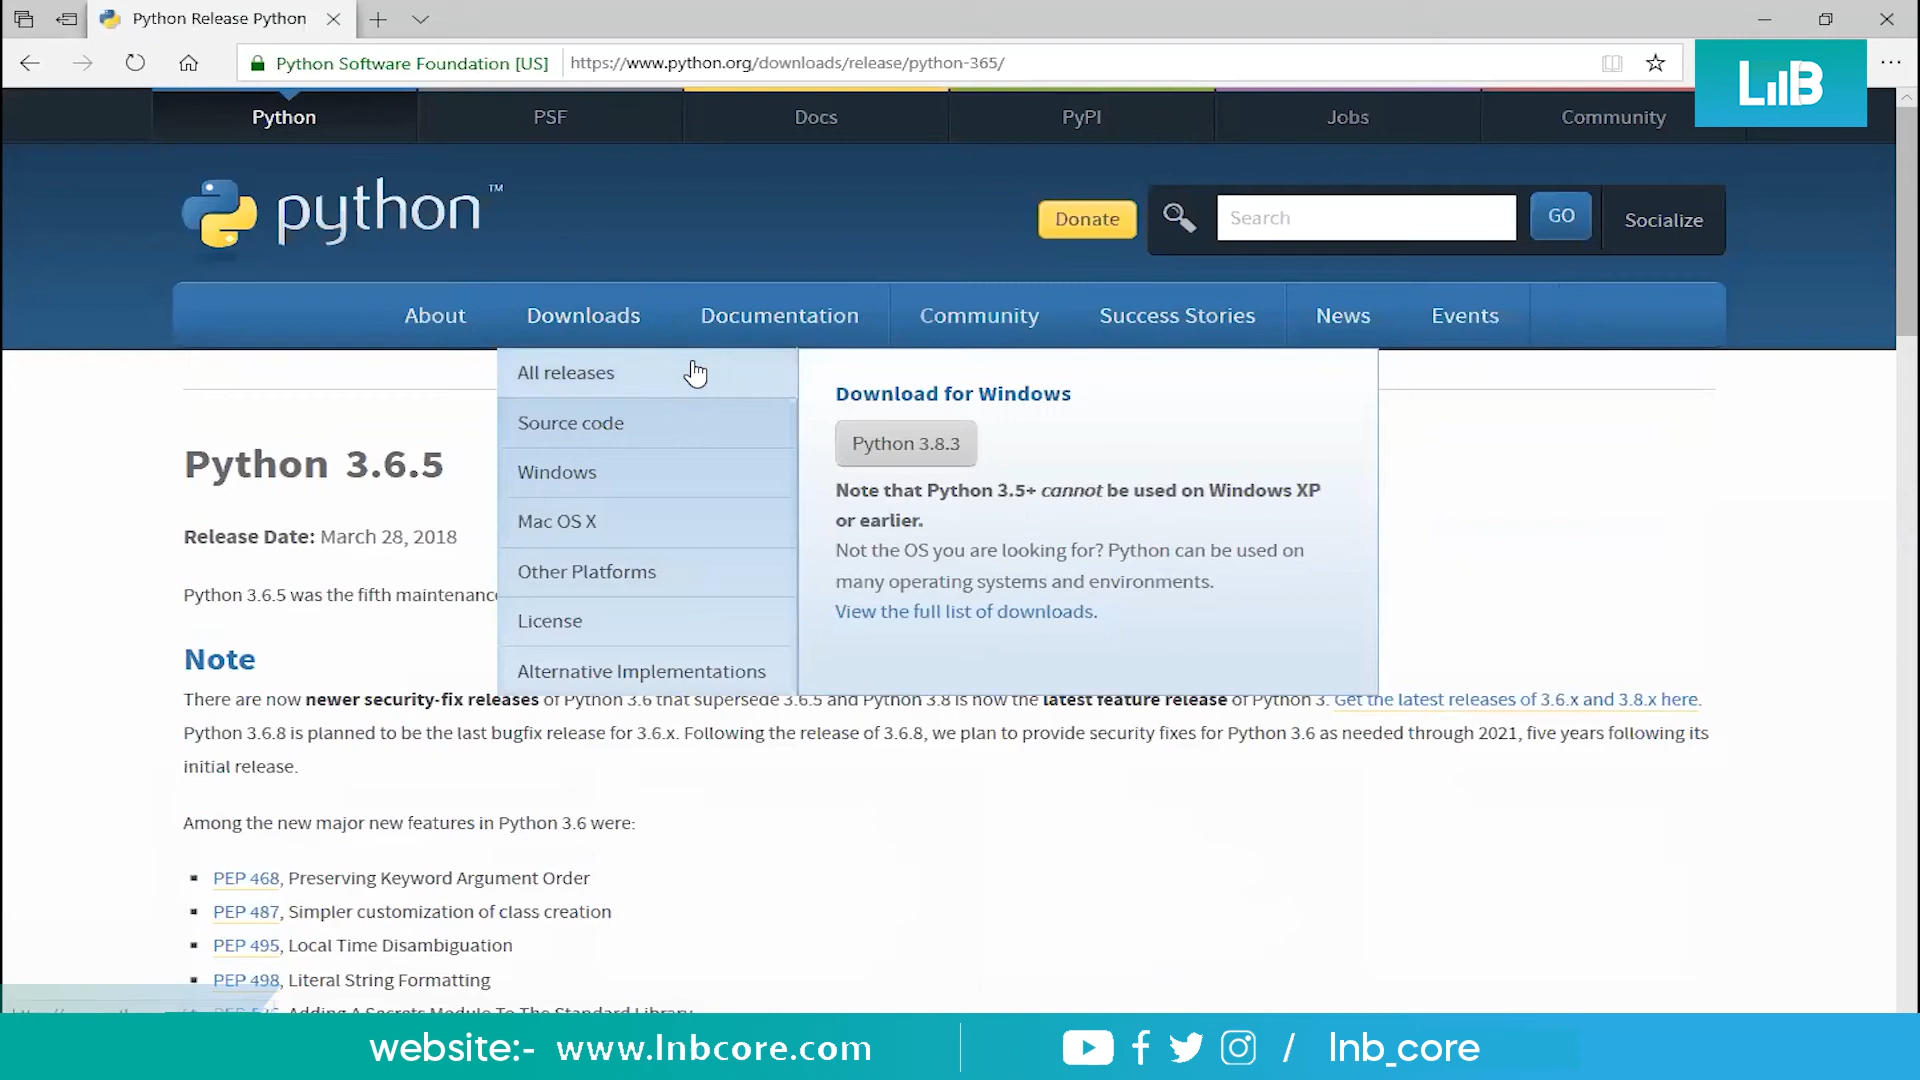 Python Release Python
Python Software Foundation [US]
https://www.python.org/downloads/release/python-365/
LNB
Python
PSF
Docs
PyPI
Jobs
Community
python™
Donate
Search
GO
Socialize
About
Downloads
Documentation
Community
Success Stories
News
Events
All releases
Source code
Windows
Mac OS X
Other Platforms
License
Alternative Implementations
Download for Windows
Python 3.8.3
Note that Python 3.5+ cannot be used on Windows XP
or earlier.
Not the OS you are looking for? Python can be used on
many operating systems and environments.
View the full list of downloads.
Python 3.6.5
Release Date: March 28, 2018
Python 3.6.5 was the fifth maintenance
Note
There are now newer security-fix releases of Python 3.6 that supersede 3.6.5 and Python 3.8 is now the latest feature release of Python 3. Get the latest releases of 3.6.x and 3.8.x here.
Python 3.6.8 is planned to be the last bugfix release for 3.6.x. Following the release of 3.6.8, we plan to provide security fixes for Python 3.6 as needed through 2021, five years following its
initial release.
Among the new major new features in Python 3.6 were:
PEP 468, Preserving Keyword Argument Order
PEP 487, Simpler customization of class creation
PEP 495, Local Time Disambiguation
PEP 498, Literal String Formatting
Adding A Secrets Module To The Standard Library
website:- www.lnbcore.com
/ lnb_core